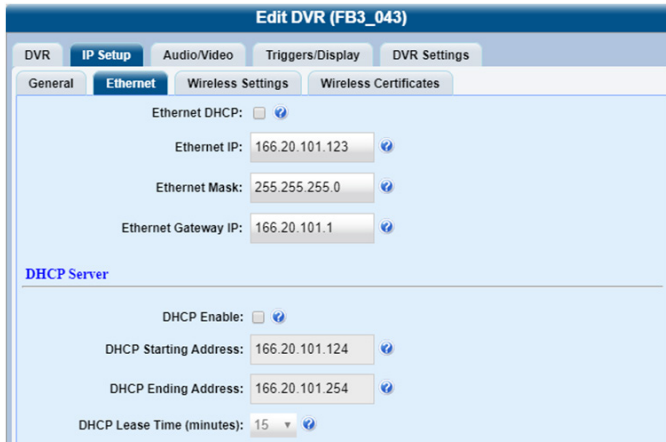 Edit DVR (FB3_043)
DVR IP Setup Audio/Video Triggers/Display DVR Settings
General Ethernet Wireless Settings Wireless Certificates
Ethernet DHCP: ?
Ethernet IP: 166.20.101.123 ?
Ethernet Mask: 255.255.255.0 ?
Ethernet Gateway IP: 166.20.101.1 ?
DHCP Server
DHCP Enable: ?
DHCP Starting Address: 166.20.101.124 ?
DHCP Ending Address: 166.20.101.254 ?
DHCP Lease Time (minutes): 15 ?